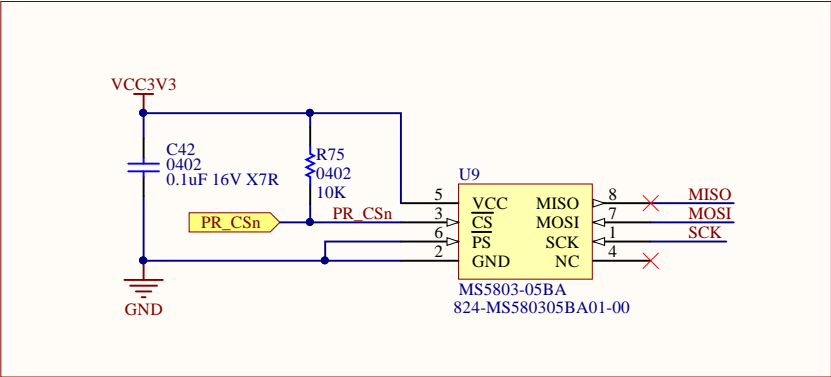 VCC3V3
C42
0402
0.1uF 16V X7R
R75
0402
10K
PR_CSn
PR_CSn
U9
5 VCC MISO 8 MISO
3 CS MOSI 7 MOSI
6 PS SCK 1 SCK
2 GND NC 4
MS5803-05BA
824-MS580305BA01-00
GND